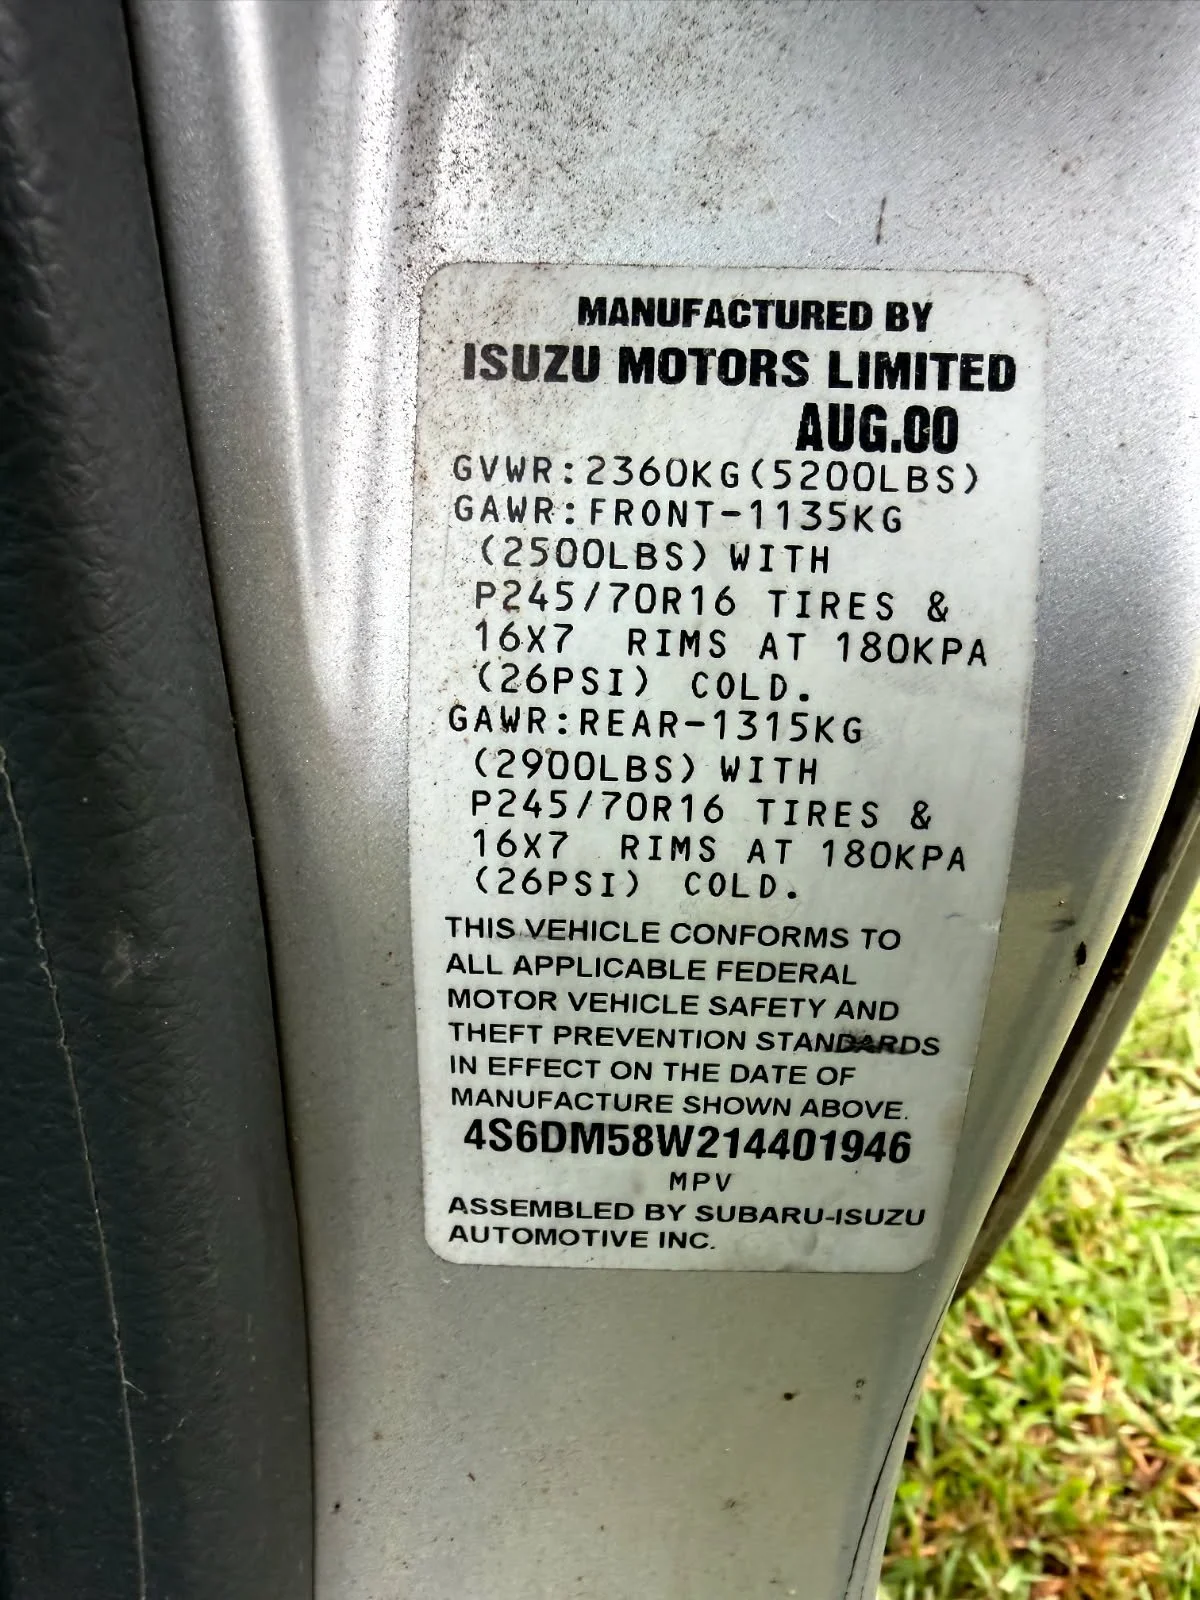 MANUFACTURED BY
ISUZU MOTORS LIMITED
AUG.00
GVWR:2360KG(5200LBS)
GAWR:FRONT-1135KG
(2500LBS) WITH
P245/70R16 TIRES &
16X7 RIMS AT 180KPA
(26PSI) COLD.
GAWR:REAR-1315KG
(2900LBS) WITH
P245/70R16 TIRES &
16X7 RIMS AT 180KPA
(26PSI) COLD.
THIS VEHICLE CONFORMS TO
ALL APPLICABLE FEDERAL
MOTOR VEHICLE SAFETY AND
THEFT PREVENTION STANDARDS
IN EFFECT ON THE DATE OF
MANUFACTURE SHOWN ABOVE.
4S6DM58W214401946
MPV
ASSEMBLED BY SUBARU-ISUZU
AUTOMOTIVE INC.